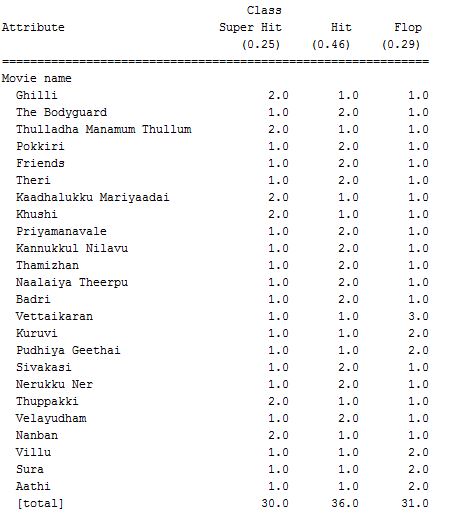 Class
Attribute Super Hit Hit Flop
(0.25) (0.46) (0.29)
=============================================================
Movie name
Ghilli 2.0 1.0 1.0
The Bodyguard 1.0 2.0 1.0
Thulladha Manamum Thullum 2.0 1.0 1.0
Pokkiri 1.0 2.0 1.0
Friends 1.0 2.0 1.0
Theri 1.0 2.0 1.0
Kaadhalukku Mariyaadai 2.0 1.0 1.0
Khushi 2.0 1.0 1.0
Priyamanavale 1.0 2.0 1.0
Kannukkul Nilavu 1.0 2.0 1.0
Thamizhan 1.0 2.0 1.0
Naalaiya Theerpu 1.0 2.0 1.0
Badri 1.0 2.0 1.0
Vettaikaran 1.0 1.0 3.0
Kuruvi 1.0 1.0 2.0
Pudhiya Geethai 1.0 1.0 2.0
Sivakasi 1.0 2.0 1.0
Nerukku Ner 1.0 1.0 2.0
Thuppakki 2.0 1.0 1.0
Velayudham 1.0 2.0 1.0
Nanban 2.0 1.0 1.0
Villu 1.0 1.0 2.0
Sura 1.0 1.0 2.0
Aathi 1.0 1.0 2.0
[total] 30.0 36.0 31.0